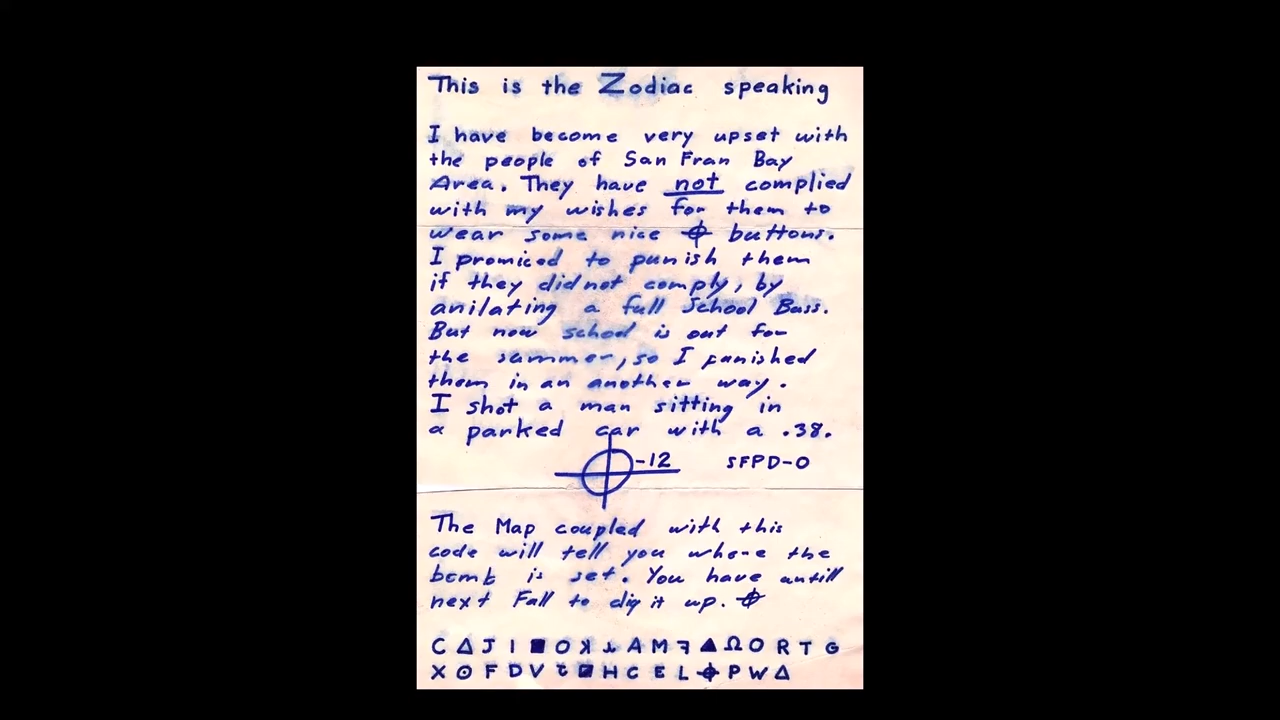 This is the Zodiac speaking
I have become very upset with
the people of San Fran Bay
Area. They have not complied
with my wishes for them to
wear some nice ⌖ buttons.
I promiced to punish them
if they did not comply, by
anilating a full School Buss.
But now school is out for
the summer, so I punished
them in an another way.
I shot a man sitting in
a parked car with a .38.
⌖-12 SFPD-0
The Map coupled with this
code will tell you where the
bomb is set. You have untill
next Fall to dig it up. ⌖
C Δ J I ■ O ꓘ ⅄ A M ꟻ ▲ Ω O R T G
X ⊙ F D V Ʇ ◪ H C E L ⌖ P W Δ